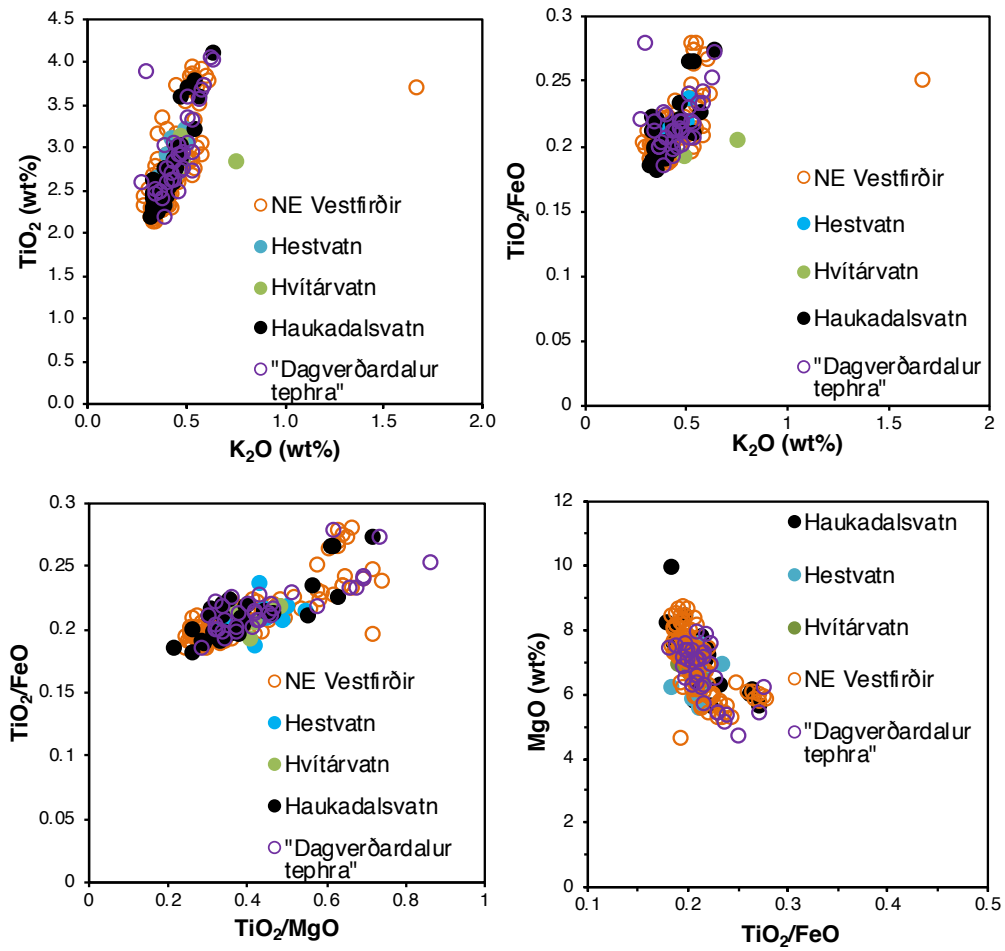 4.5
4.0
3.5
3.0
2.5
2.0
1.5
1.0
0.5
0.0
TiO2 (wt%)
NE Vestfirðir
Hestvatn
Hvítárvatn
Haukadalsvatn
"Dagverðardalur
tephra"
0.0
0.5
1.0
1.5
2.0
K2O (wt%)
0.3
0.25
0.2
0.15
0.1
0.05
0
TiO2/FeO
NE Vestfirðir
Hestvatn
Hvítárvatn
Haukadalsvatn
"Dagverðardalur
tephra"
0
0.5
1
1.5
2
K2O (wt%)
0.3
0.25
0.2
0.15
0.1
0.05
0
TiO2/FeO
NE Vestfirðir
Hestvatn
Hvítárvatn
Haukadalsvatn
"Dagverðardalur
tephra"
0
0.2
0.4
0.6
0.8
1
TiO2/MgO
12
10
8
6
4
2
0
MgO (wt%)
Haukadalsvatn
Hestvatn
Hvítárvatn
NE Vestfirðir
"Dagverðardalur
tephra"
0.1
0.2
0.3
0.4
0.5
TiO2/FeO